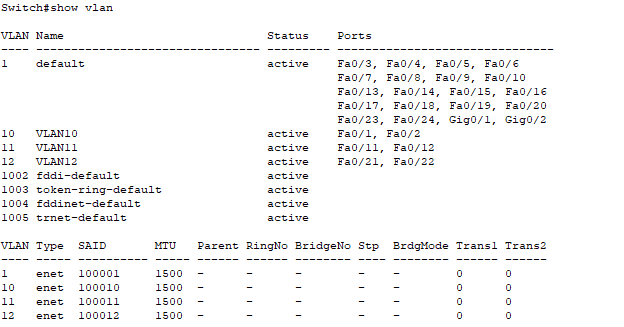 Switch#show vlan
VLAN Name                             Status    Ports
---- -------------------------------- --------- -------------------------------
1    default                          active    Fa0/3, Fa0/4, Fa0/5, Fa0/6
                                                Fa0/7, Fa0/8, Fa0/9, Fa0/10
                                                Fa0/13, Fa0/14, Fa0/15, Fa0/16
                                                Fa0/17, Fa0/18, Fa0/19, Fa0/20
                                                Fa0/23, Fa0/24, Gig0/1, Gig0/2
10   VLAN10                           active    Fa0/1, Fa0/2
11   VLAN11                           active    Fa0/11, Fa0/12
12   VLAN12                           active    Fa0/21, Fa0/22
1002 fddi-default                     active
1003 token-ring-default               active
1004 fddinet-default                  active
1005 trnet-default                    active
VLAN Type  SAID       MTU   Parent RingNo BridgeNo Stp  BrdgMode Trans1 Trans2
---- ----- ---------- ----- ------ ------ -------- ---- -------- ------ ------
1    enet  100001     1500  -      -      -        -    -        0      0
10   enet  100010     1500  -      -      -        -    -        0      0
11   enet  100011     1500  -      -      -        -    -        0      0
12   enet  100012     1500  -      -      -        -    -        0      0